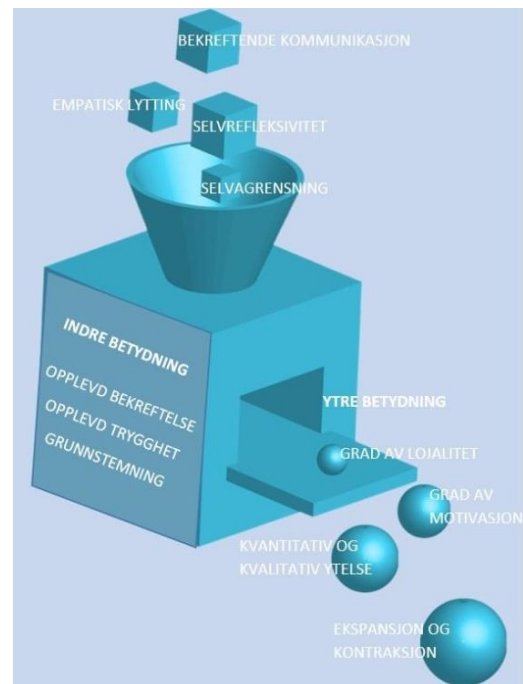 BEKREFTENDE KOMMUNIKASJON
EMPATISK LYTTING
SELVREFLEKSIVITET
SELVAGRENSNING
INDRE BETYDNING
OPPLEVD BEKREFTELSE
OPPLEVD TRYGGHET
GRUNNSTEMNING
YTRE BETYDNING
GRAD AV LOJALITET
GRAD AV
MOTIVASJON
KVANTITATIV OG
KVALITATIV YTELSE
EKSPANSJON OG
KONTRAKSJON